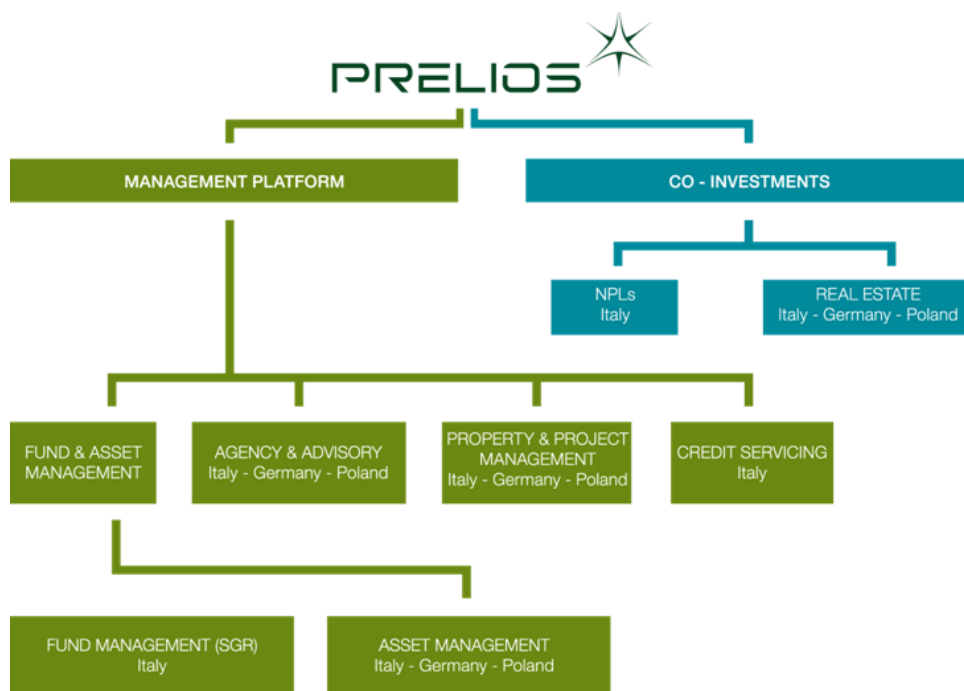 PRELIOS
MANAGEMENT PLATFORM
CO - INVESTMENTS
NPLs
Italy
REAL ESTATE
Italy - Germany - Poland
FUND & ASSET
MANAGEMENT
AGENCY & ADVISORY
Italy - Germany - Poland
PROPERTY & PROJECT
MANAGEMENT
Italy - Germany - Poland
CREDIT SERVICING
Italy
FUND MANAGEMENT (SGR)
Italy
ASSET MANAGEMENT
Italy - Germany - Poland